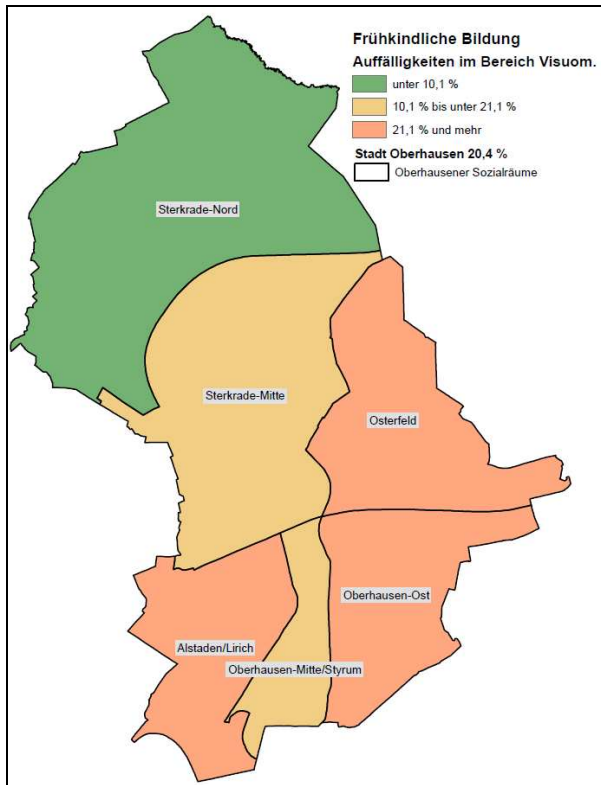 Frühkindliche Bildung
Auffälligkeiten im Bereich Visuom.
unter 10,1 %
10,1 % bis unter 21,1 %
21,1 % und mehr
Stadt Oberhausen 20,4 %
Oberhausener Sozialräume
Sterkrade-Nord
Sterkrade-Mitte
Osterfeld
Oberhausen-Ost
Alstaden/Lirich
Oberhausen-Mitte/Styrum